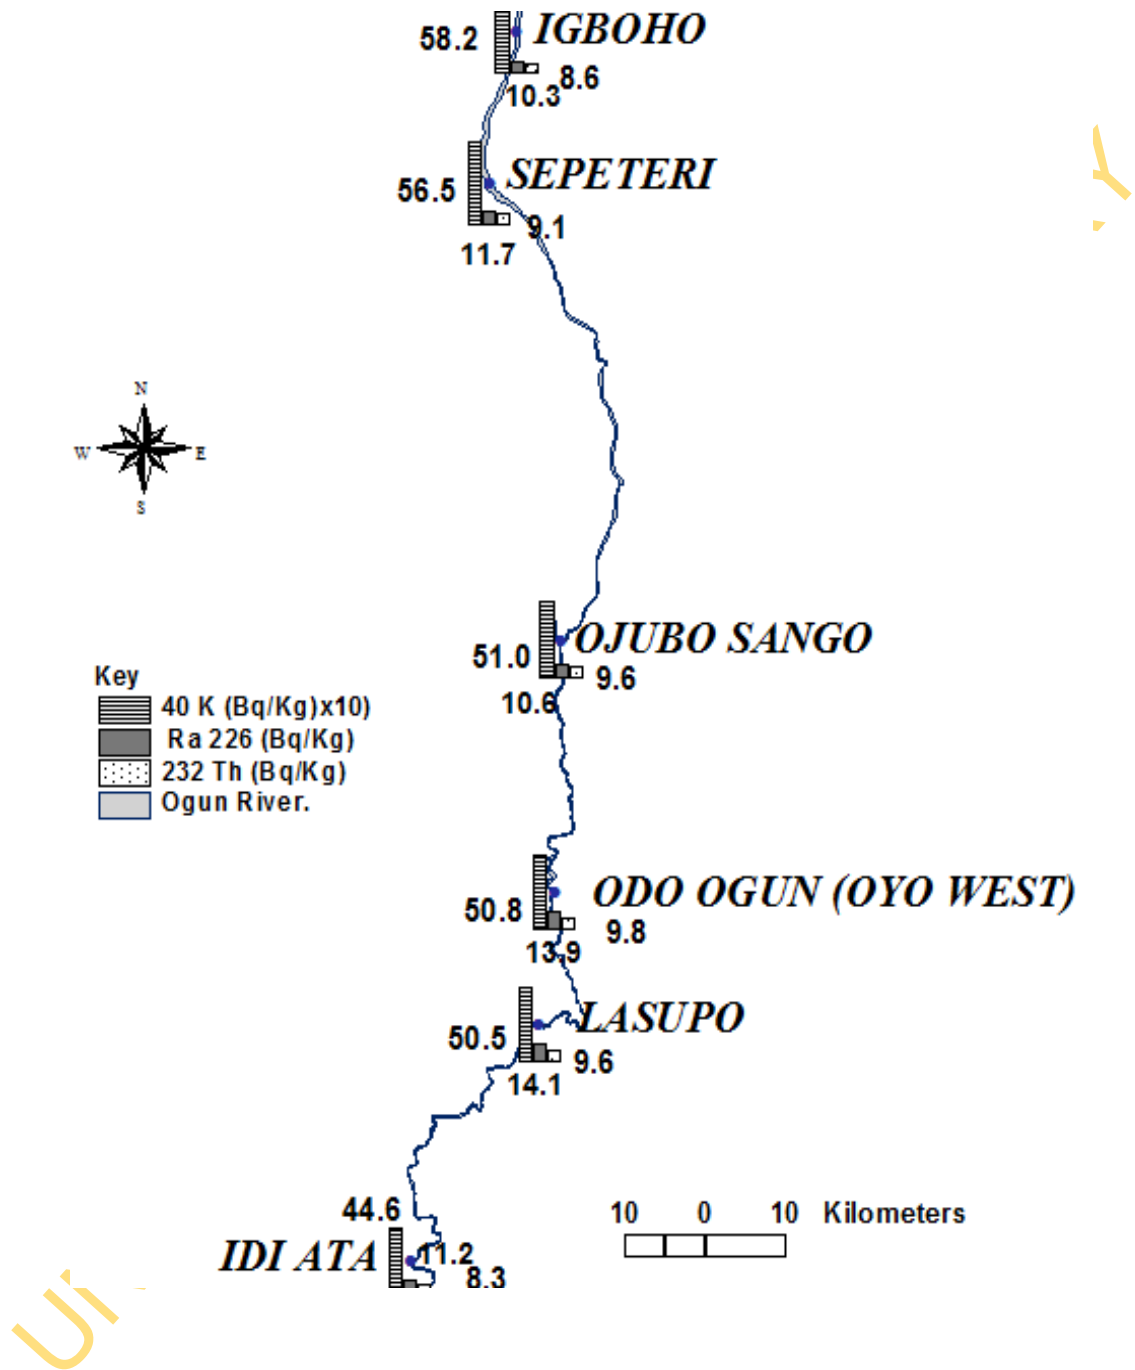 58.2 IGBOHO
10.3 8.6
56.5 SEPETERI
9.1
11.7
N
W E
S
OJUBO SANGO
51.0 9.6
10.6
Key
40 K (Bq/Kg)x10)
Ra 226 (Bq/Kg)
232 Th (Bq/Kg)
Ogun River.
ODO OGUN (OYO WEST)
50.8 9.8
13.9
LASUPO
50.5 9.6
14.1
44.6
10 0 10 Kilometers
IDI ATA 11.2
8.3